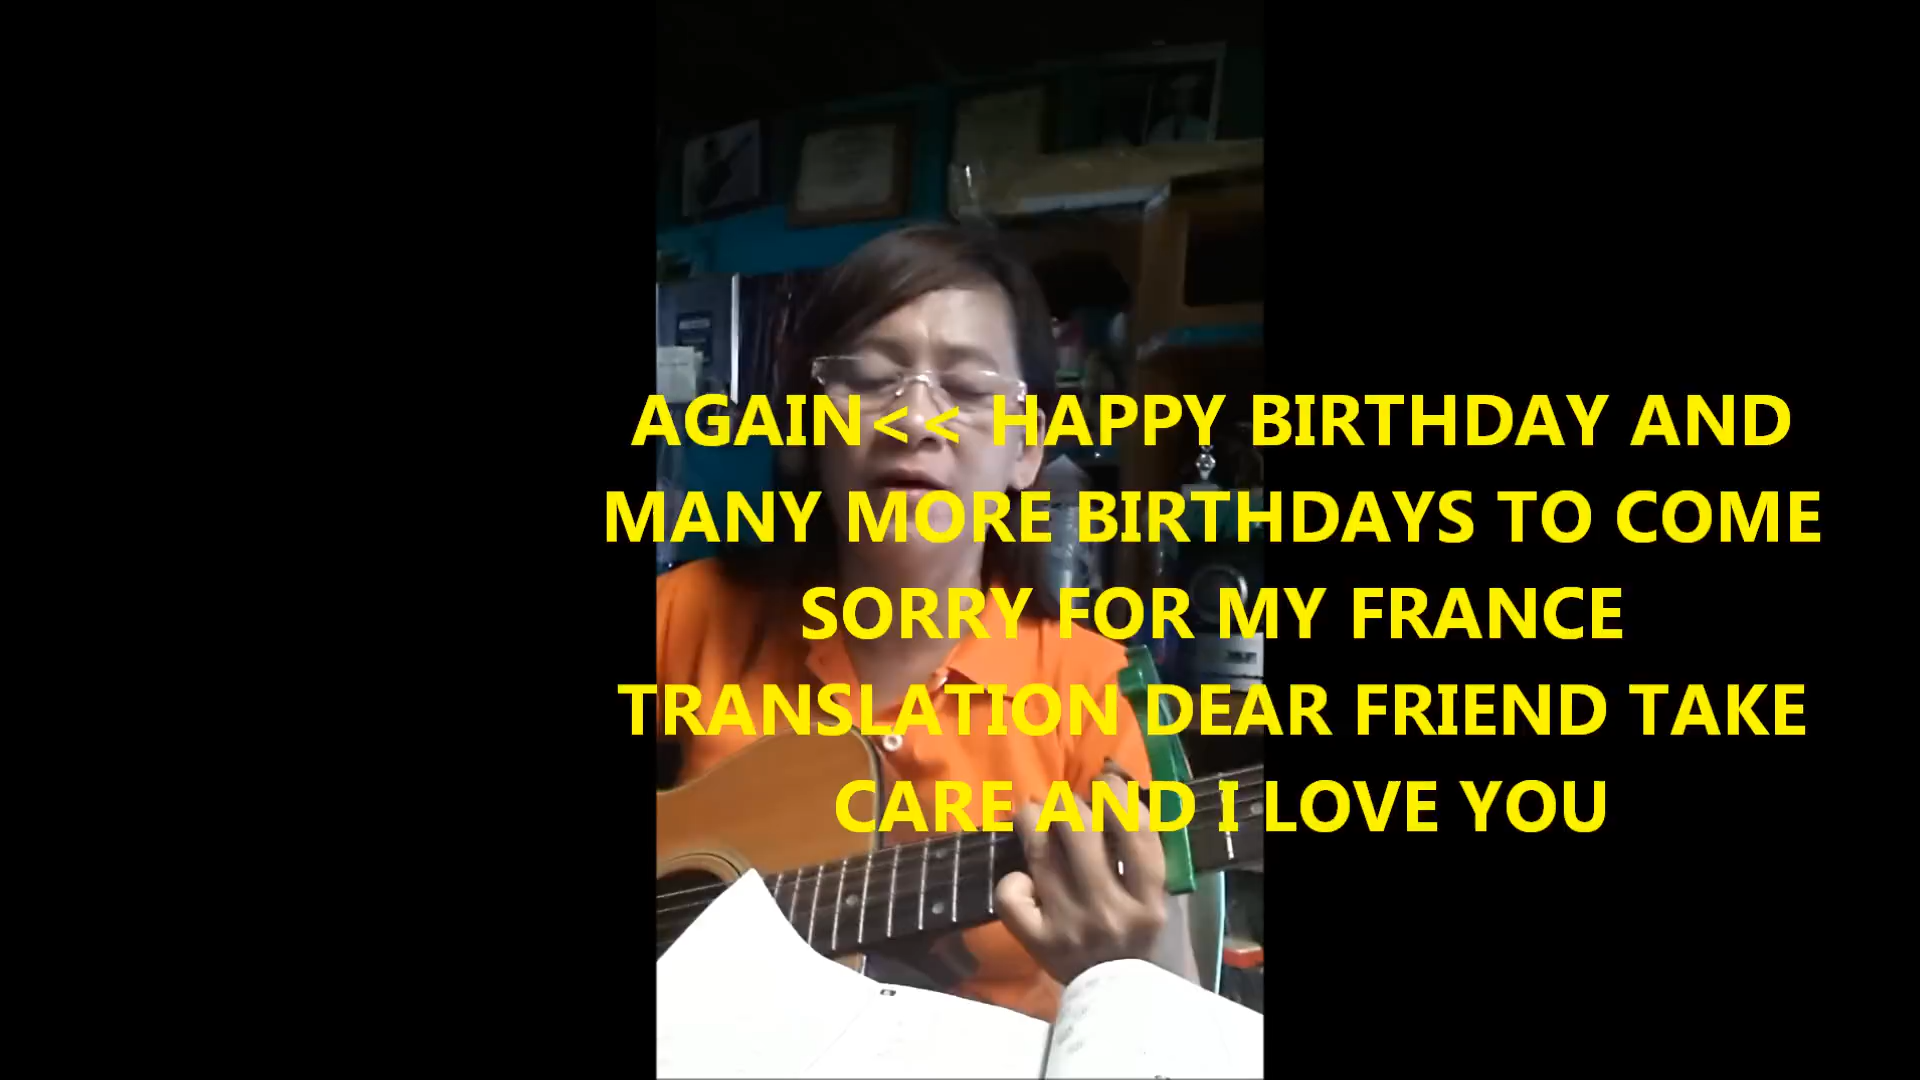 AGAIN<< HAPPY BIRTHDAY AND
MANY MORE BIRTHDAYS TO COME
SORRY FOR MY FRANCE
TRANSLATION DEAR FRIEND TAKE
CARE AND I LOVE YOU